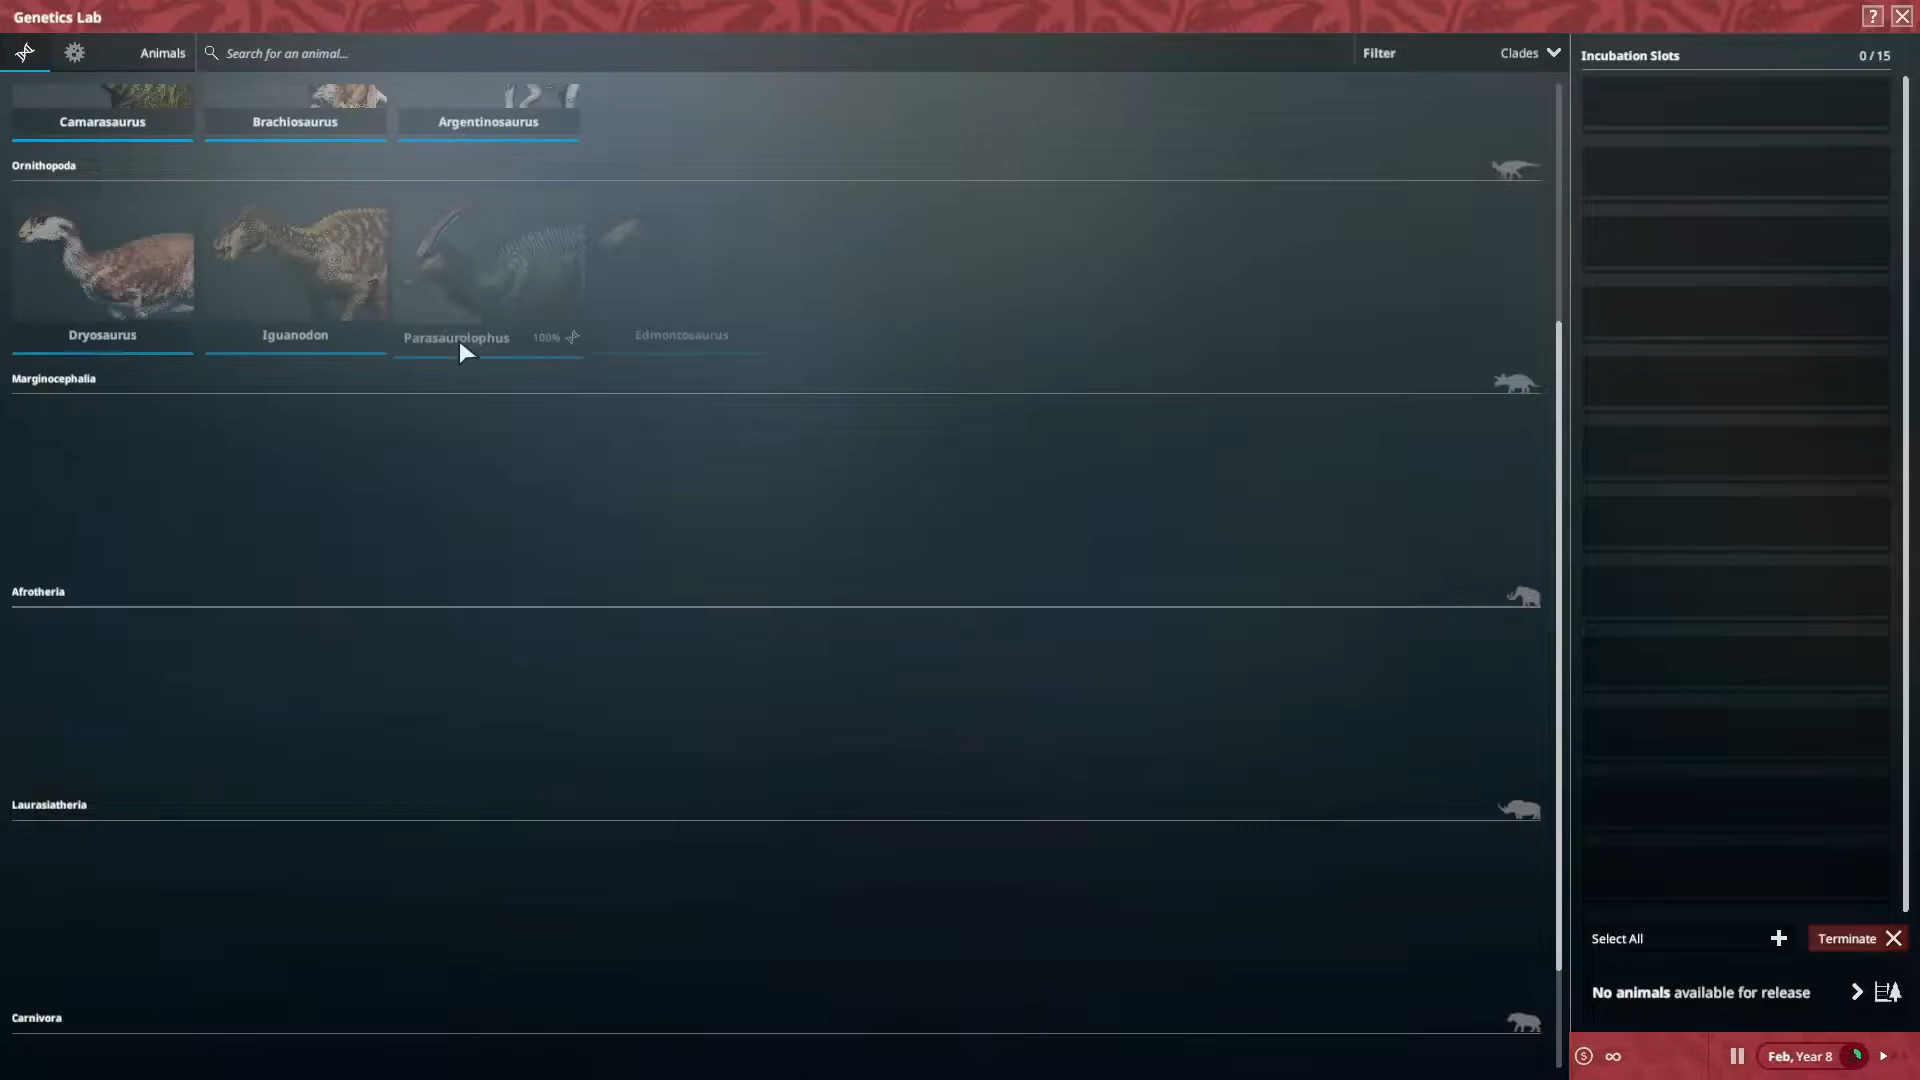 Genetics Lab
?
Animals
Search for an animal...
Filter
Clades
Incubation Slots
0 / 15
Camarasaurus
Brachiosaurus
Argentinosaurus
Ornithopoda
Dryosaurus
Iguanodon
Parasaurolophus
100%
Edmontosaurus
Marginocephalia
Afrotheria
Laurasiatheria
Carnivora
Select All
Terminate
No animals available for release
$ ∞
Feb, Year 8